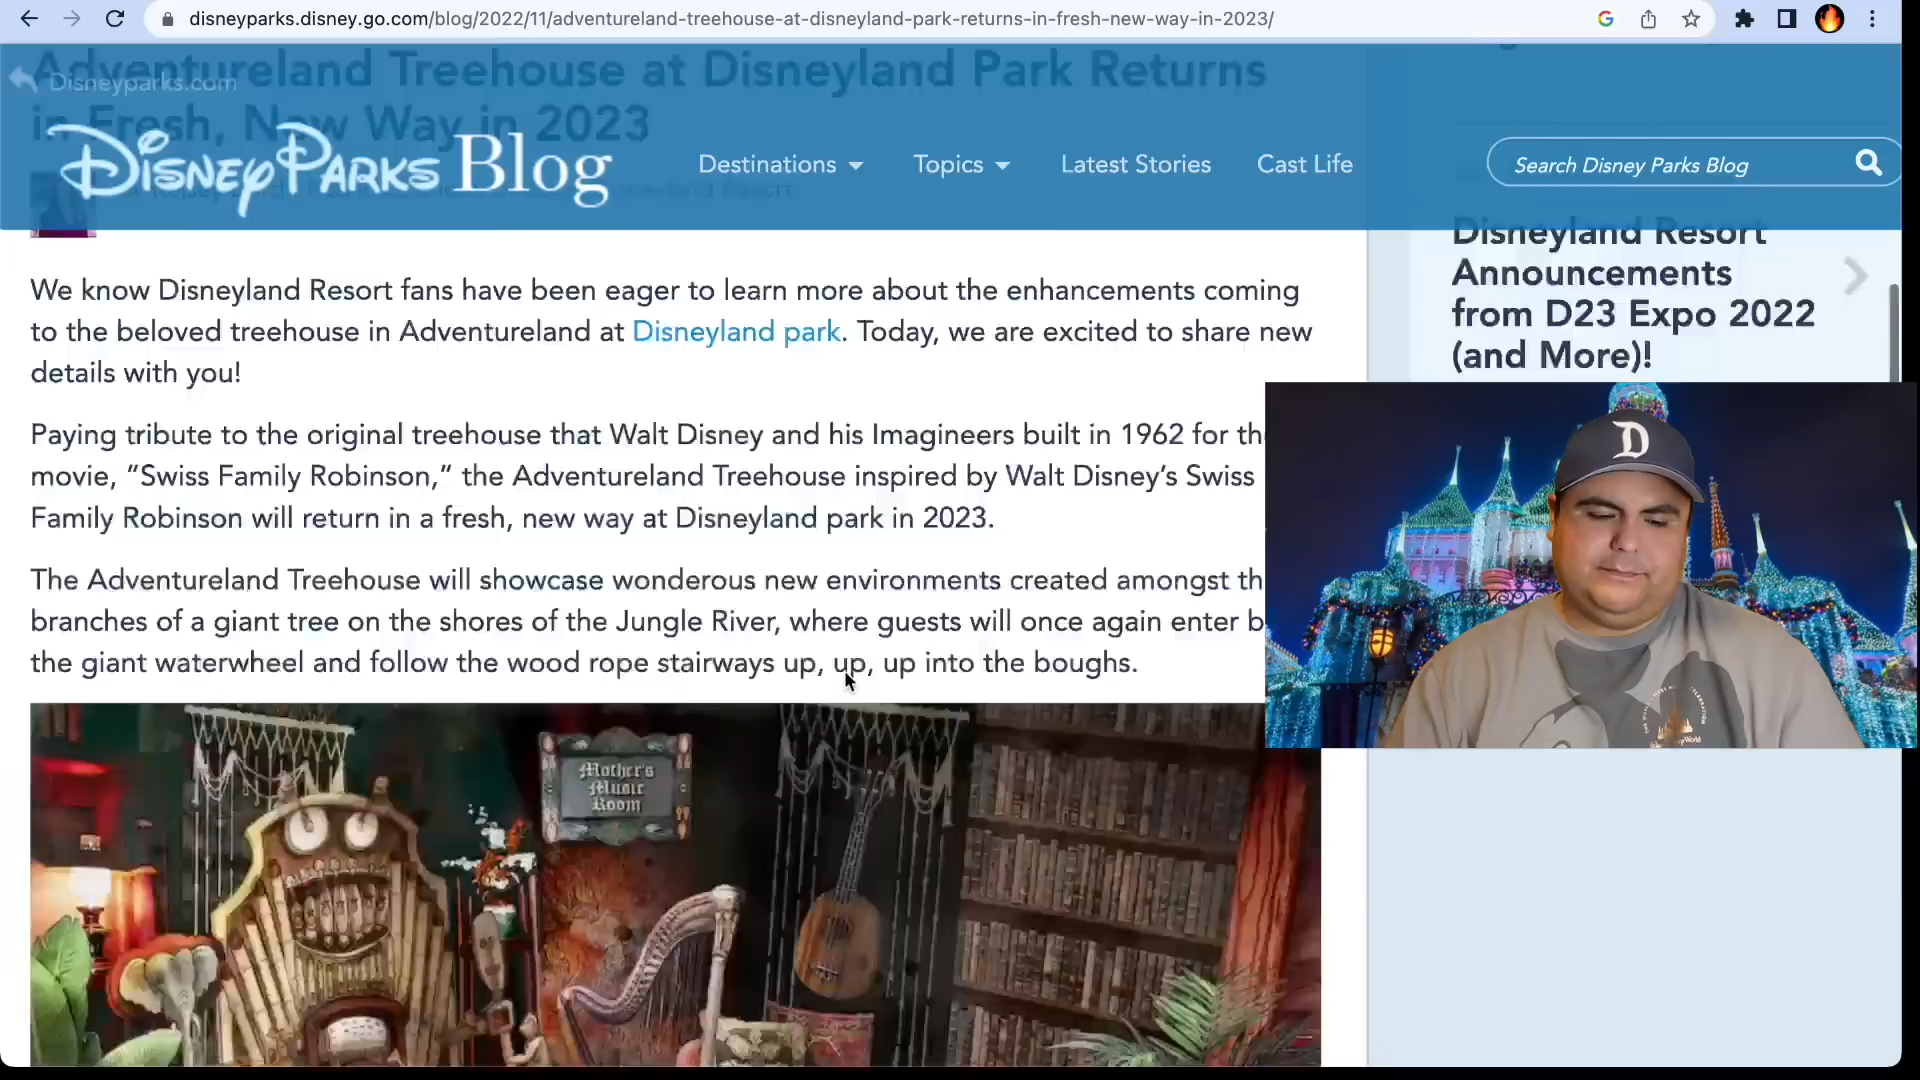 disneyparks.disney.go.com/blog/2022/11/adventureland-treehouse-at-disneyland-park-returns-in-fresh-new-way-in-2023/
Adventureland Treehouse at Disneyland Park Returns
Disneyparks.com
in Fresh, New Way in 2023
DISNEY PARKS Blog
Destinations
Topics
Latest Stories
Cast Life
Search Disney Parks Blog
We know Disneyland Resort fans have been eager to learn more about the enhancements coming
to the beloved treehouse in Adventureland at Disneyland park. Today, we are excited to share new
details with you!
Paying tribute to the original treehouse that Walt Disney and his Imagineers built in 1962 for th
movie, “Swiss Family Robinson,” the Adventureland Treehouse inspired by Walt Disney’s Swiss
Family Robinson will return in a fresh, new way at Disneyland park in 2023.
The Adventureland Treehouse will showcase wonderous new environments created amongst th
branches of a giant tree on the shores of the Jungle River, where guests will once again enter b
the giant waterwheel and follow the wood rope stairways up, up, up into the boughs.
Mother's
Music
Room
Disneyland Resort
Announcements
from D23 Expo 2022
(and More)!
D